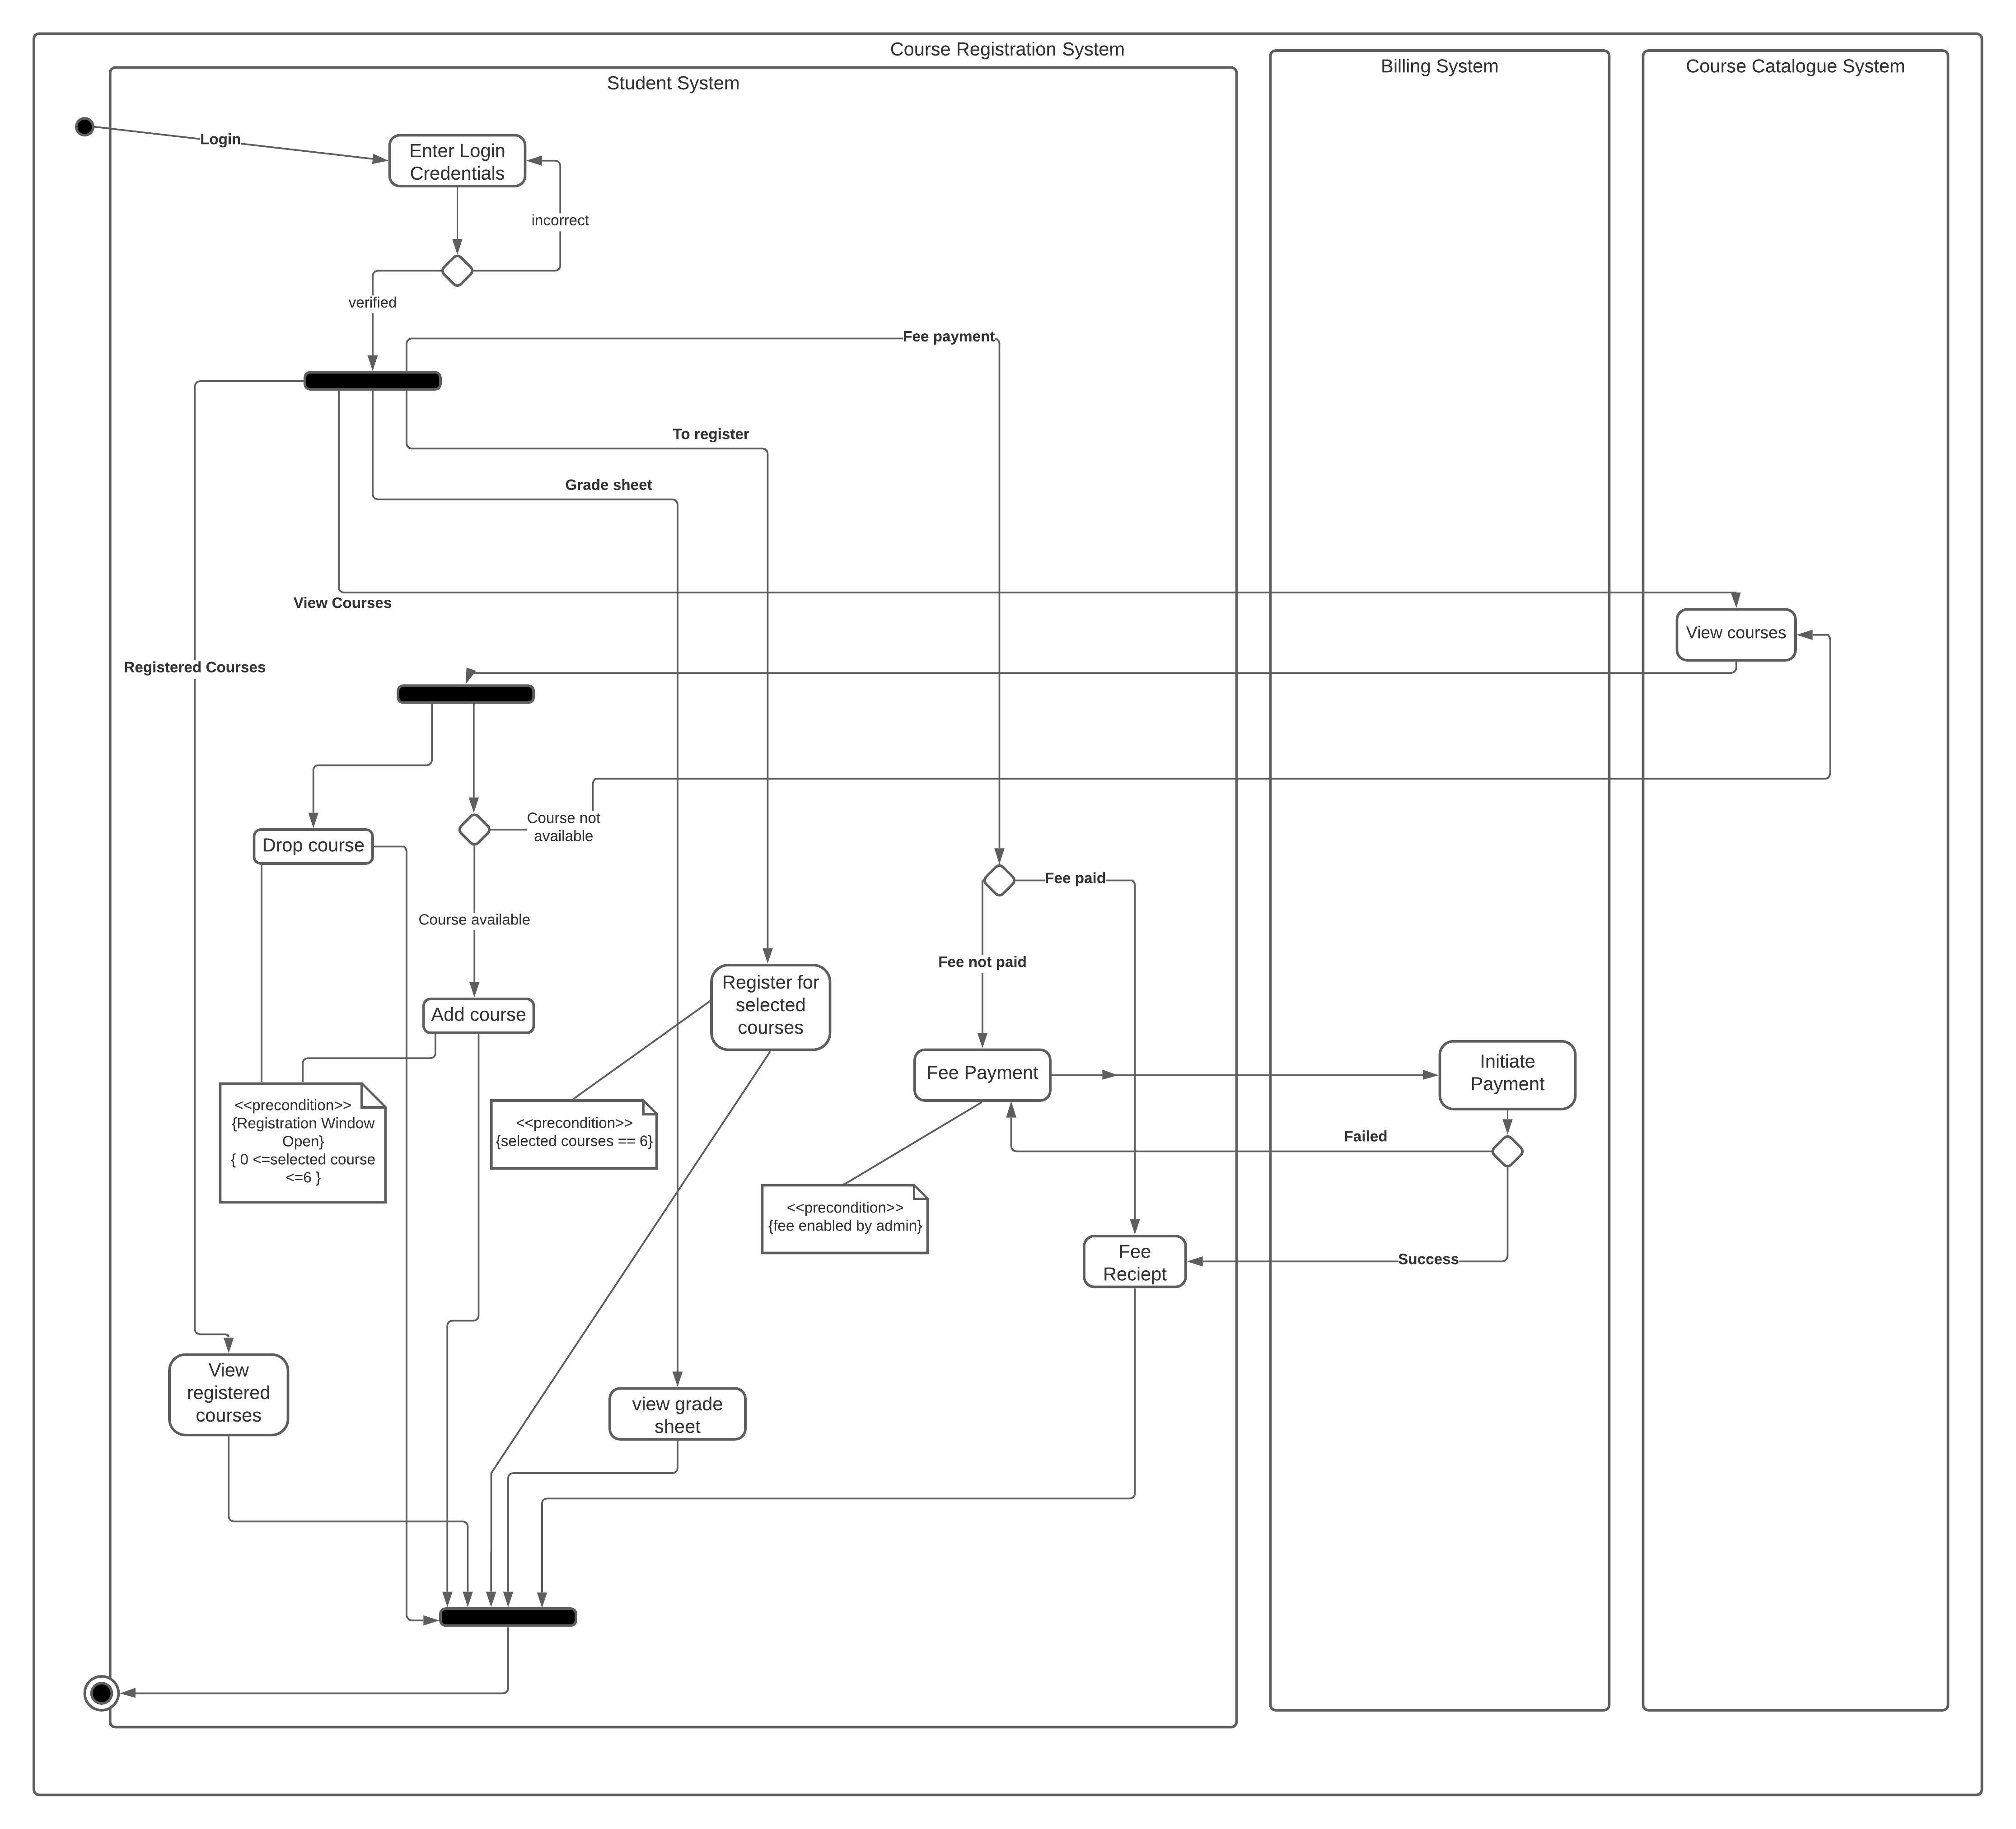 Course Registration System
Student System
Billing System
Course Catalogue System
Login
Enter Login
Credentials
incorrect
verified
Fee payment
To register
Grade sheet
View Courses
View courses
Registered Courses
Course not
available
Drop course
Fee paid
Course available
Fee not paid
Register for
selected
courses
Add course
Fee Payment
Initiate
Payment
<<precondition>>
{Registration Window
Open}
{ 0 <=selected course
<=6 }
<<precondition>>
{selected courses == 6}
Failed
<<precondition>>
{fee enabled by admin}
Fee
Reciept
Success
View
registered
courses
view grade
sheet